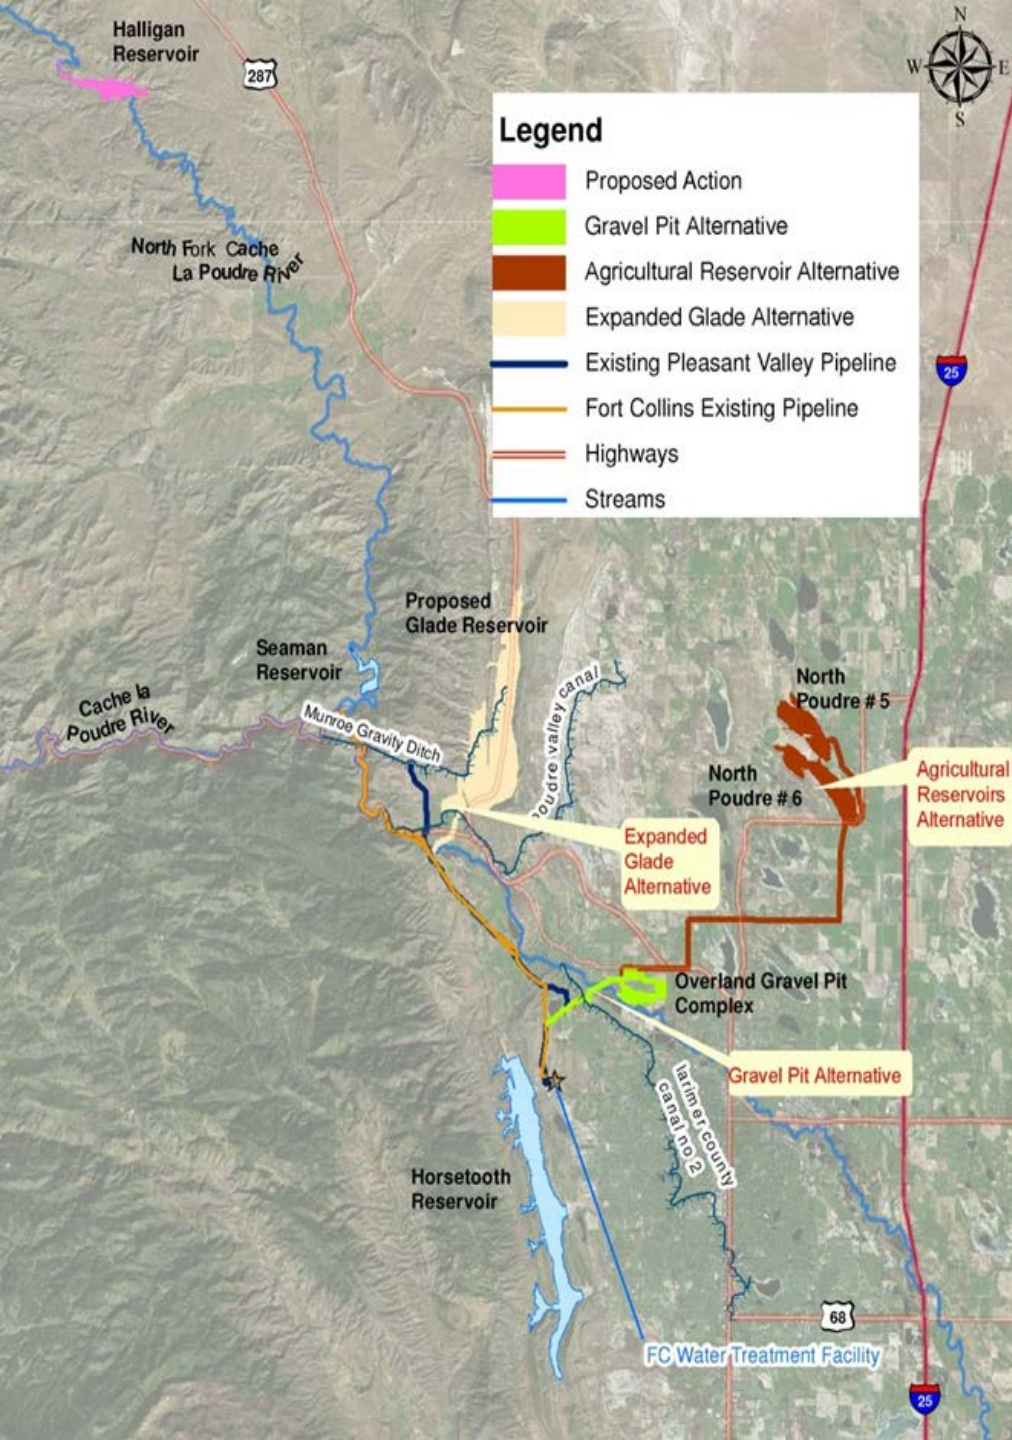 Halligan
Reservoir
287
N
W
E
S
Legend
Proposed Action
Gravel Pit Alternative
Agricultural Reservoir Alternative
Expanded Glade Alternative
Existing Pleasant Valley Pipeline
Fort Collins Existing Pipeline
Highways
Streams
North Fork Cache
La Poudre River
25
Proposed
Glade Reservoir
Seaman
Reservoir
Cache la
Poudre River
Munroe Gravity Ditch
poudre valley canal
North
Poudre # 5
North
Poudre # 6
Agricultural
Reservoirs
Alternative
Expanded
Glade
Alternative
Overland Gravel Pit
Complex
Gravel Pit Alternative
larimer county
canal no 2
Horsetooth
Reservoir
68
FC Water Treatment Facility
25